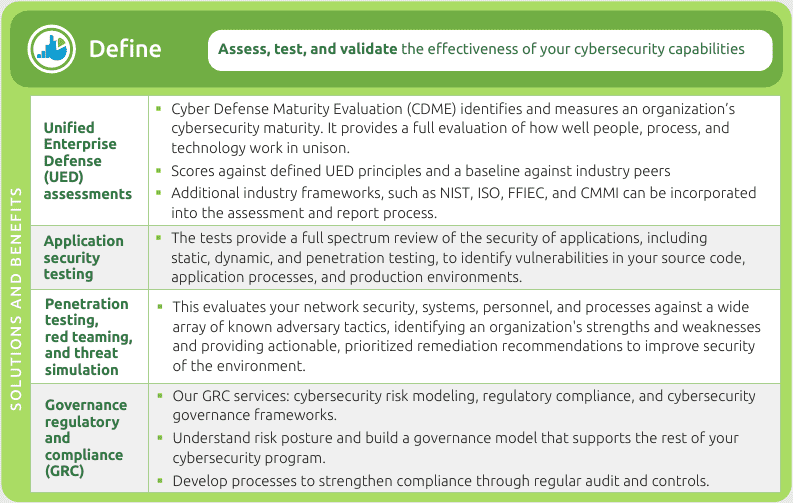 Define
Assess, test, and validate the effectiveness of your cybersecurity capabilities
SOLUTIONS AND BENEFITS
Unified
Enterprise
Defense
(UED)
assessments
▪ Cyber Defense Maturity Evaluation (CDME) identifies and measures an organization's
cybersecurity maturity. It provides a full evaluation of how well people, process, and
technology work in unison.
▪ Scores against defined UED principles and a baseline against industry peers
▪ Additional industry frameworks, such as NIST, ISO, FFIEC, and CMMI can be incorporated
into the assessment and report process.
Application
security
testing
▪ The tests provide a full spectrum review of the security of applications, including
static, dynamic, and penetration testing, to identify vulnerabilities in your source code,
application processes, and production environments.
Penetration
testing,
red teaming,
and threat
simulation
▪ This evaluates your network security, systems, personnel, and processes against a wide
array of known adversary tactics, identifying an organization's strengths and weaknesses
and providing actionable, prioritized remediation recommendations to improve security
of the environment.
Governance
regulatory
and
compliance
(GRC)
▪ Our GRC services: cybersecurity risk modeling, regulatory compliance, and cybersecurity
governance frameworks.
▪ Understand risk posture and build a governance model that supports the rest of your
cybersecurity program.
▪ Develop processes to strengthen compliance through regular audit and controls.